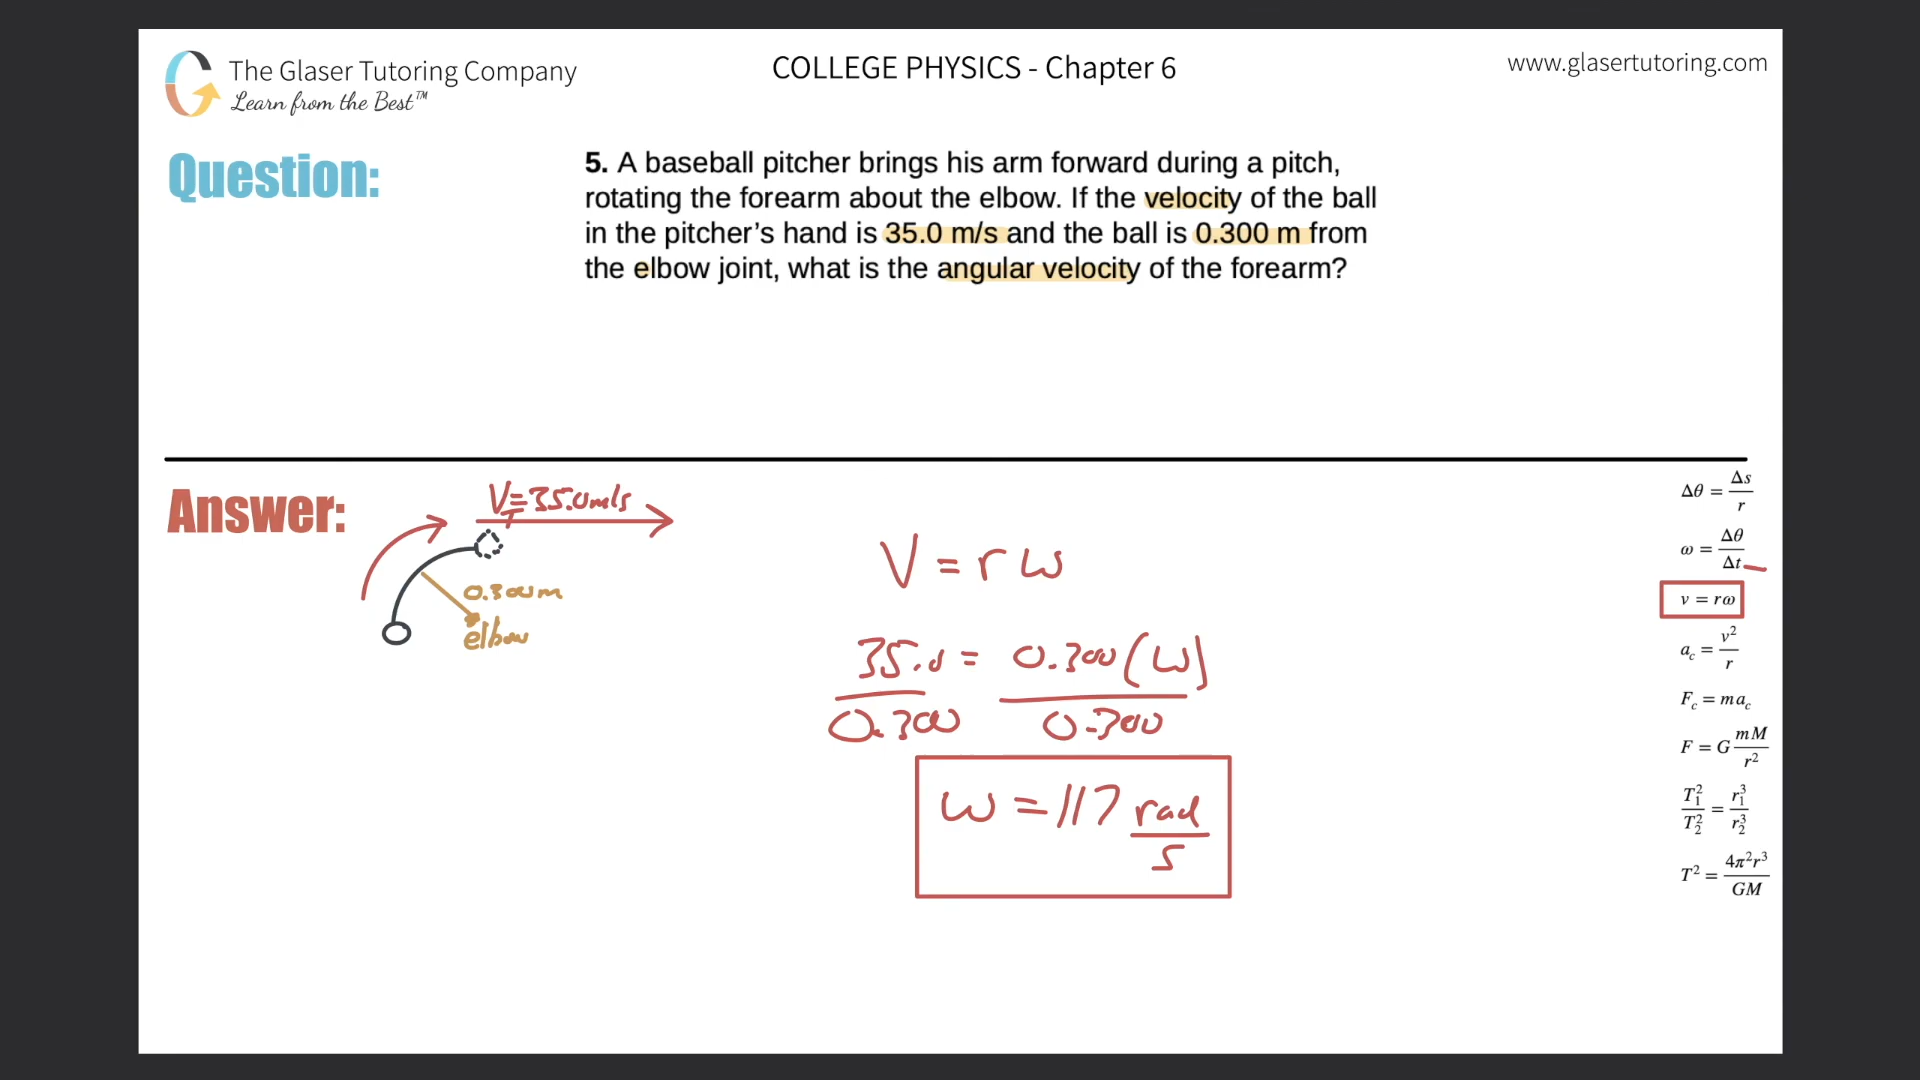 The Glaser Tutoring Company
Learn from the Best™
COLLEGE PHYSICS - Chapter 6
www.glasertutoring.com
Question:
5. A baseball pitcher brings his arm forward during a pitch,
rotating the forearm about the elbow. If the velocity of the ball
in the pitcher’s hand is 35.0 m/s and the ball is 0.300 m from
the elbow joint, what is the angular velocity of the forearm?
Answer:
V_T = 35.0 m/s
0.300 m
elbow
V = rω
35.0 = 0.300 (ω)
0.300 0.300
ω = 117 rad/s
Δθ = Δs/r
ω = Δθ/Δt
v = rω
a_c = v²/r
F_c = ma_c
F = G mM/r²
T₁²/T₂² = r₁³/r₂³
T² = 4π²r³/GM